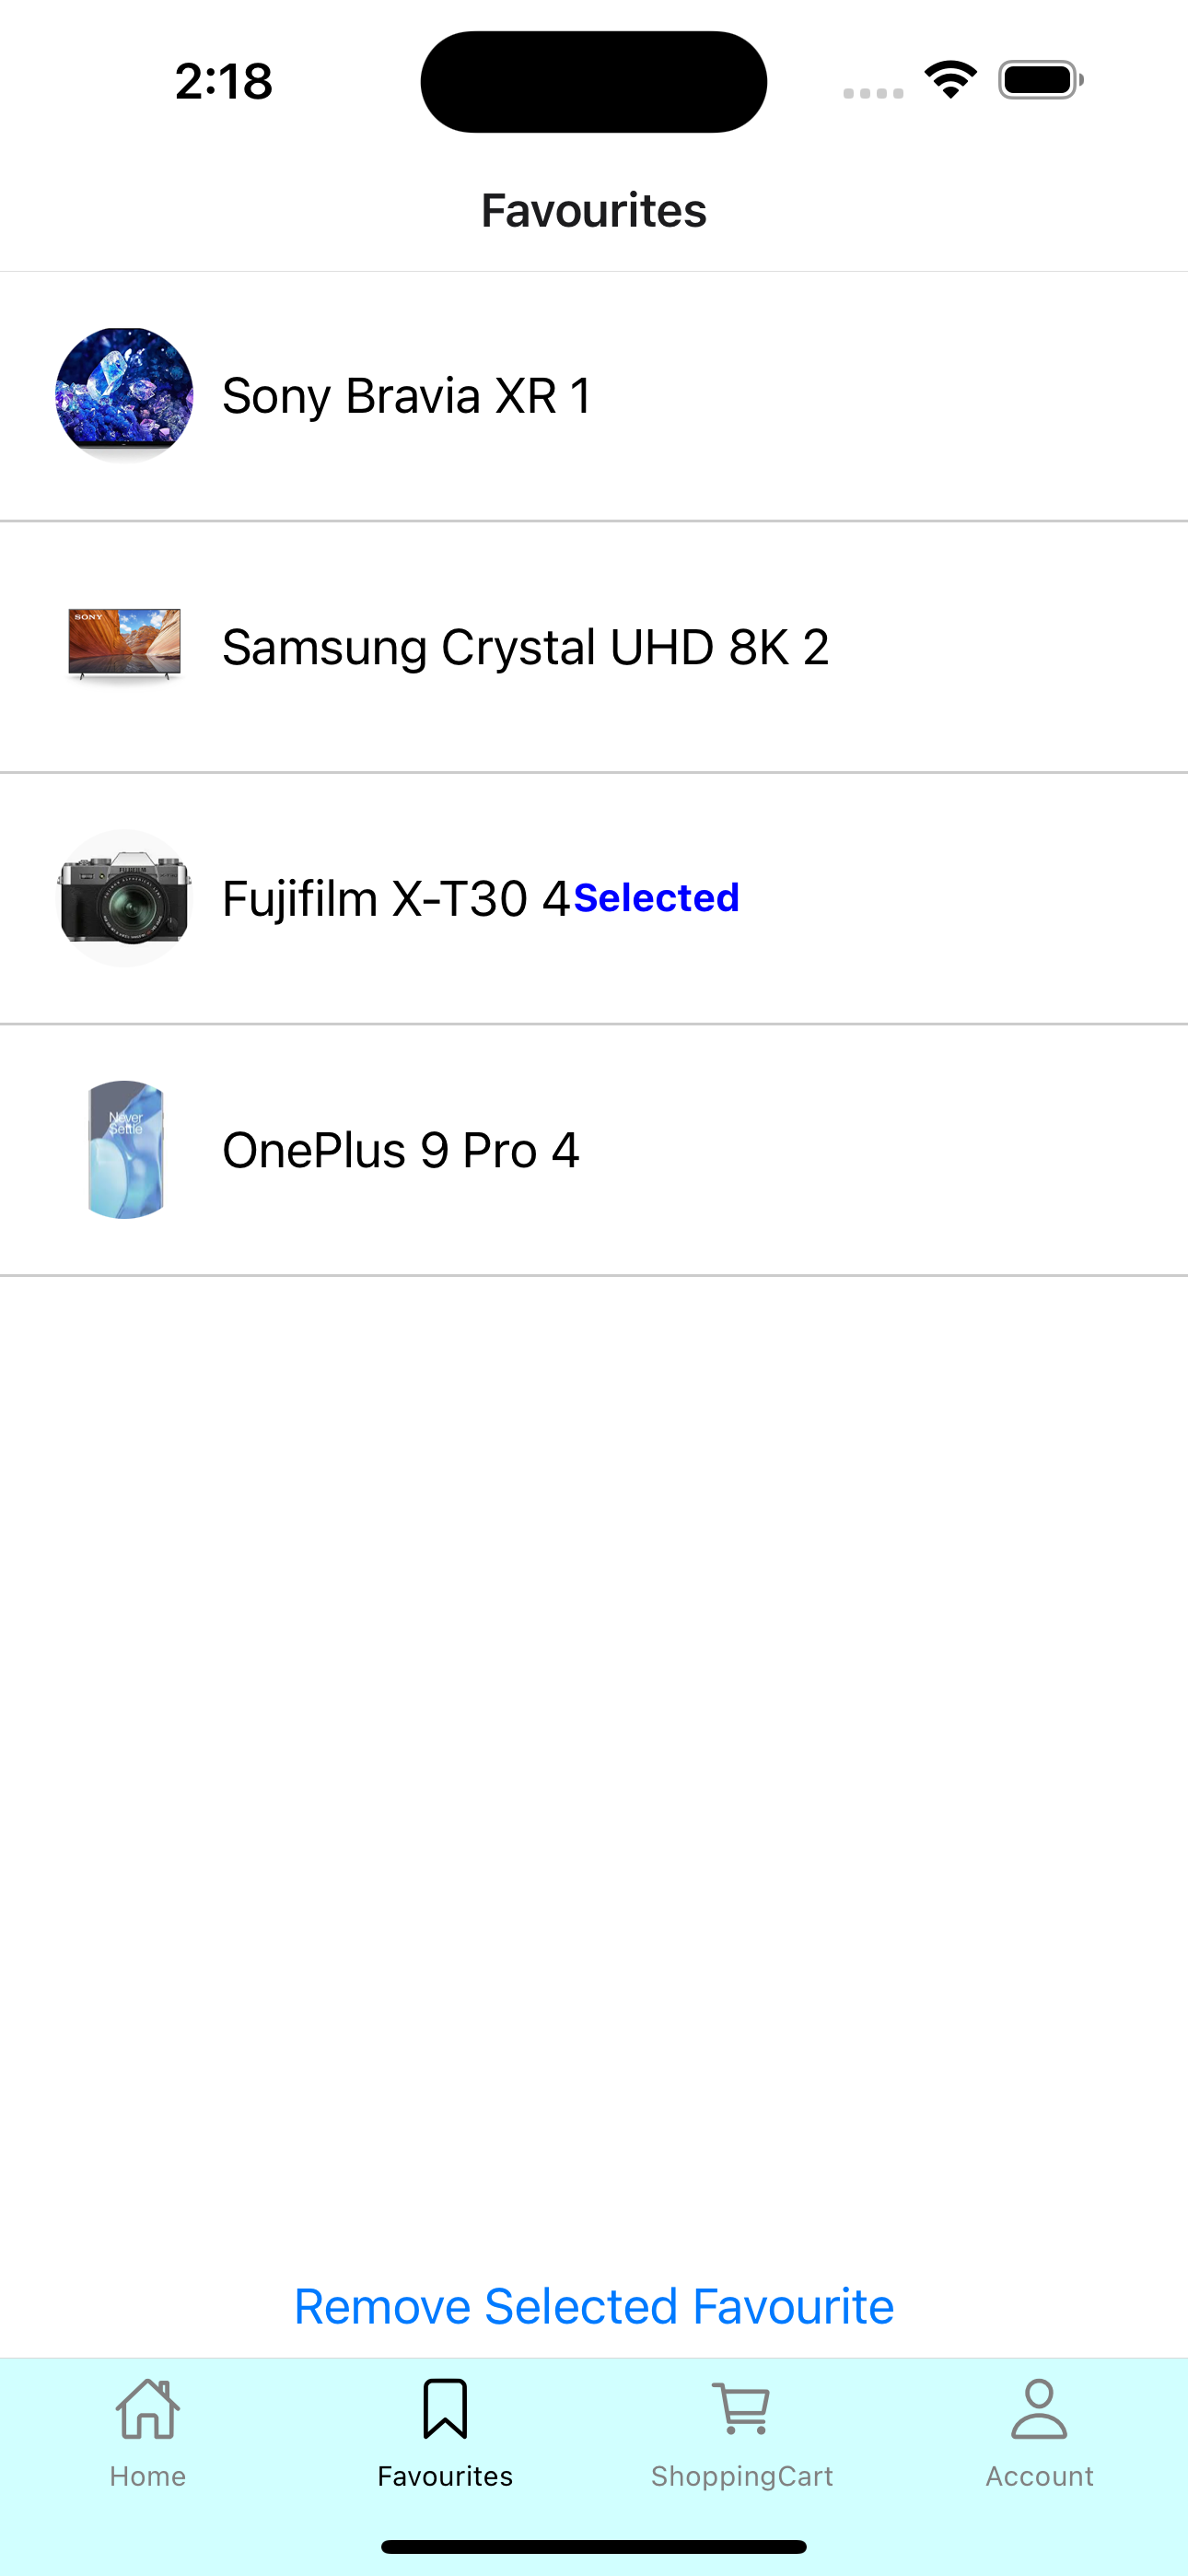 2:18
Favourites
Sony Bravia XR 1
SONY
Samsung Crystal UHD 8K 2
FUJIFILM
Fujifilm X-T30 4Selected
Never
Settle
OnePlus 9 Pro 4
Remove Selected Favourite
Home
Favourites
ShoppingCart
Account